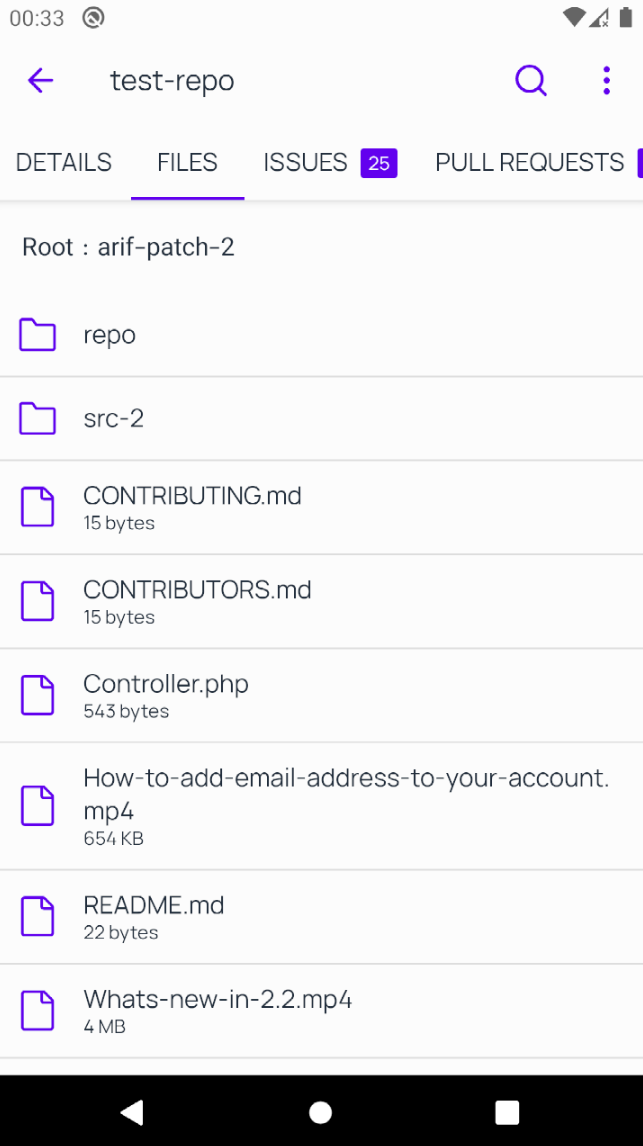 00:33
test-repo
DETAILS FILES ISSUES 25 PULL REQUESTS
Root : arif-patch-2
repo
src-2
CONTRIBUTING.md
15 bytes
CONTRIBUTORS.md
15 bytes
Controller.php
543 bytes
How-to-add-email-address-to-your-account.
mp4
654 KB
README.md
22 bytes
Whats-new-in-2.2.mp4
4 MB